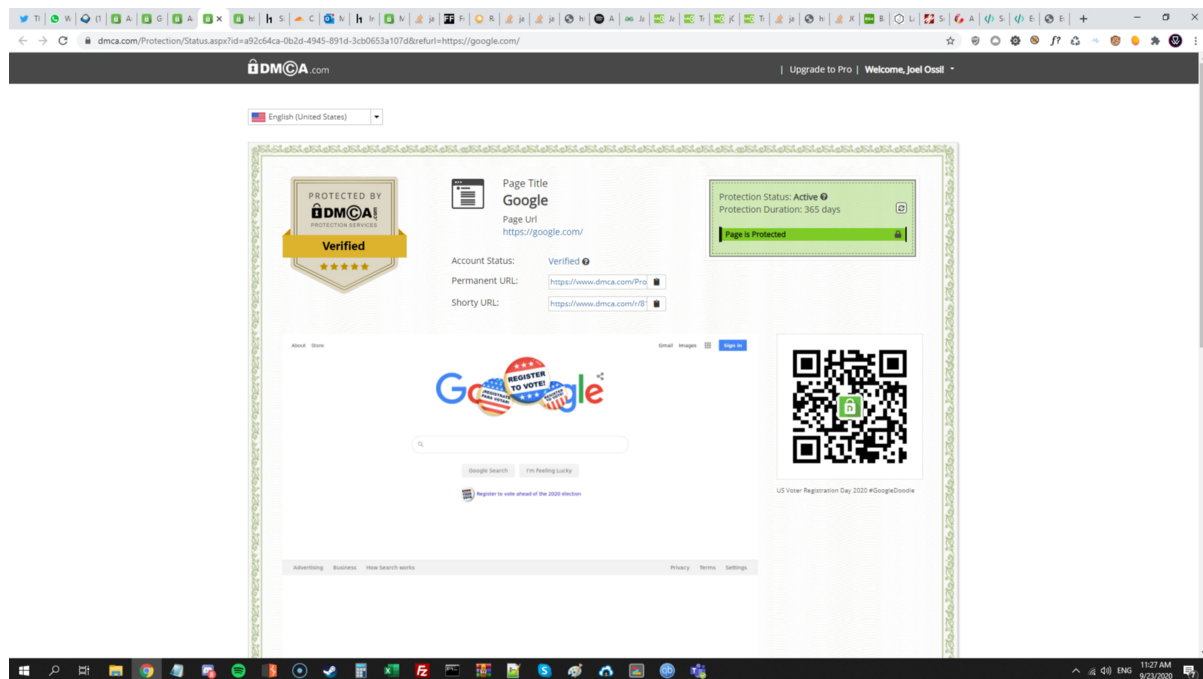 dmca.com/Protection/Status.aspx?id=a92c64ca-0b2d-4945-891d-3cb0653a107d&refurl=https://google.com/
DMCA.com
| Upgrade to Pro | Welcome, Joel Ossi!
English (United States)
PROTECTED BY
DMCA.com
PROTECTION SERVICES
Verified
Page Title
Google
Page Url
https://google.com/
Account Status: Verified
Permanent URL: https://www.dmca.com/Pro
Shorty URL: https://www.dmca.com/r/8
Protection Status: Active
Protection Duration: 365 days
Page is Protected
About Store
Gmail Images Sign in
Google
REGISTER TO VOTE!
Google Search I'm Feeling Lucky
Register to vote ahead of the 2020 election
US Voter Registration Day 2020 #GoogleDoodle
Advertising Business How Search works
Privacy Terms Settings
ENG
11:27 AM
9/23/2020